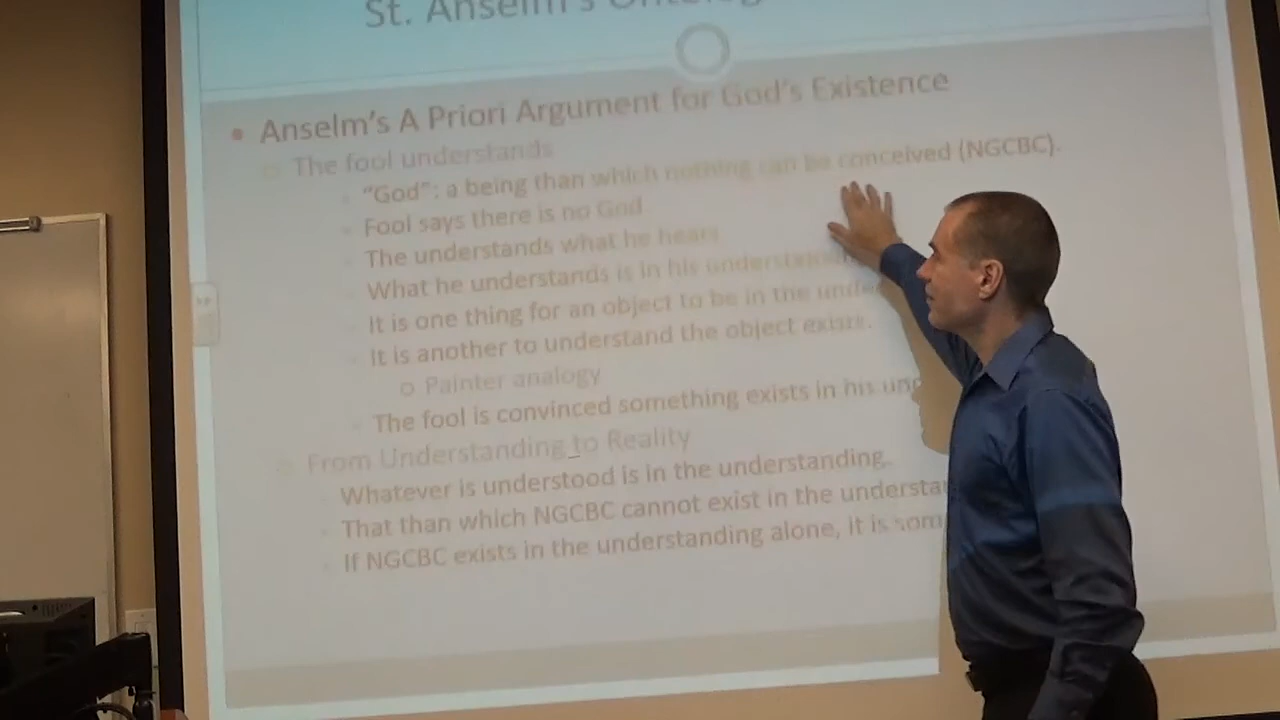 St. Anselm's
Anselm's A Priori Argument for God's Existence
The fool understands
"God": a being than which nothing can be conceived (NGCBC).
Fool says there is no God
The understands what he hears
What he understands is in his
It is one thing for an object to be in the
It is another to understand the object exists.
Painter analogy
The fool is convinced something exists in his
From Understanding to Reality
Whatever is understood is in the understanding.
That than which NGCBC cannot exist in the
If NGCBC exists in the understanding alone, it is